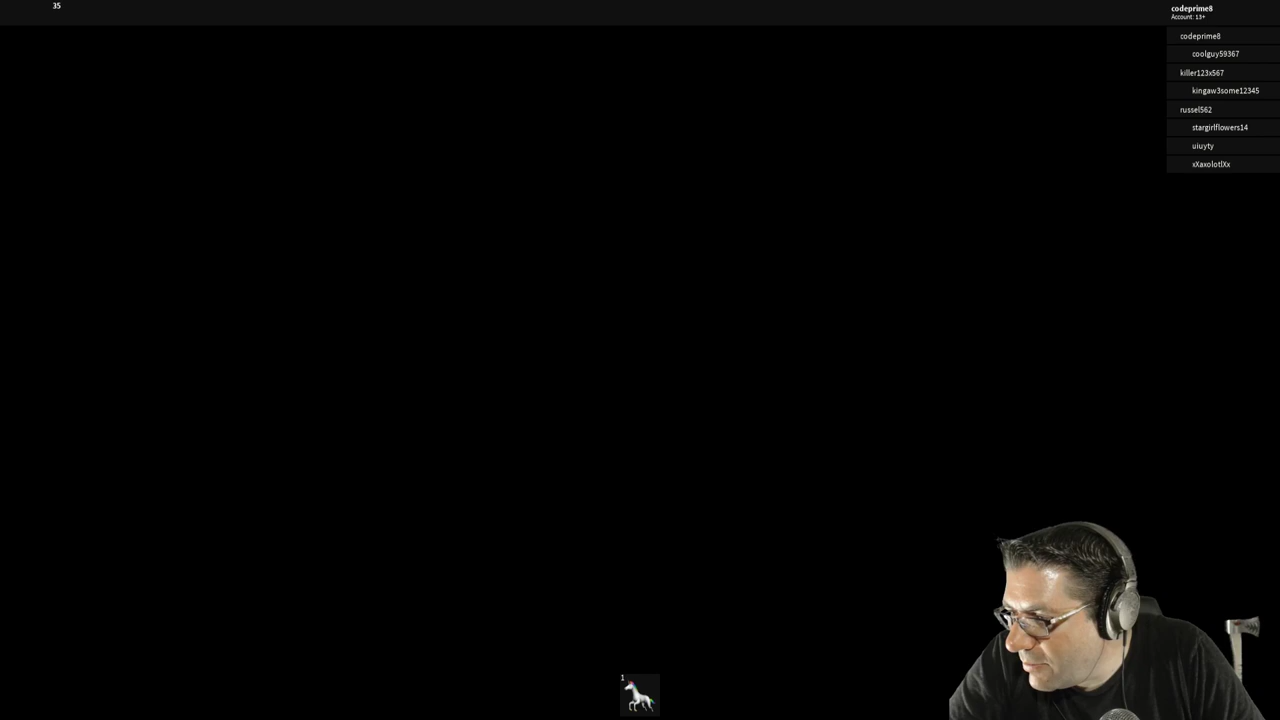 35
codeprime8
Account: 13+
codeprime8
coolguy59367
killer123x567
kingaw3some12345
russel562
stargirlflowers14
uiuyty
xXaxolotlXx
1